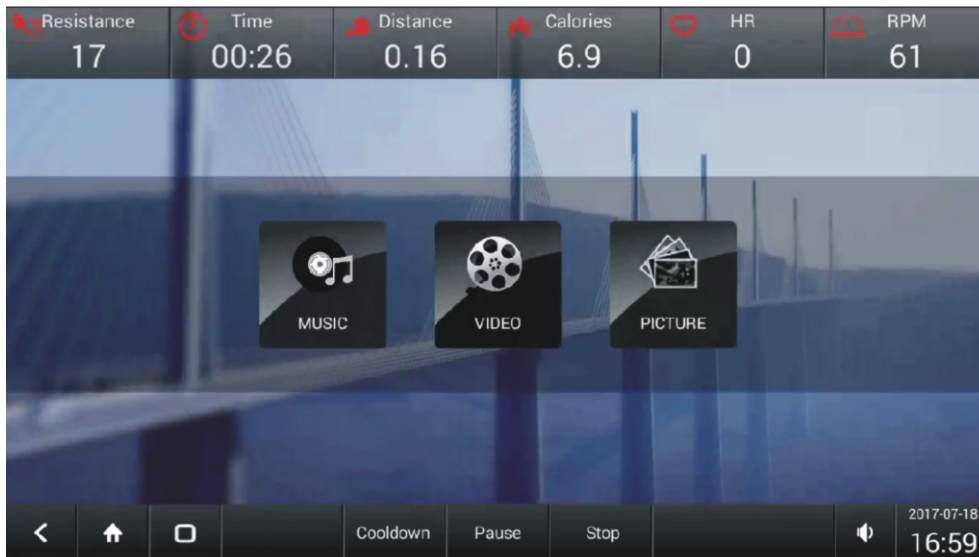 Resistance Time Distance Calories HR RPM
17 00:26 0.16 6.9 0 61
MUSIC VIDEO PICTURE
Cooldown Pause Stop
2017-07-18
16:59